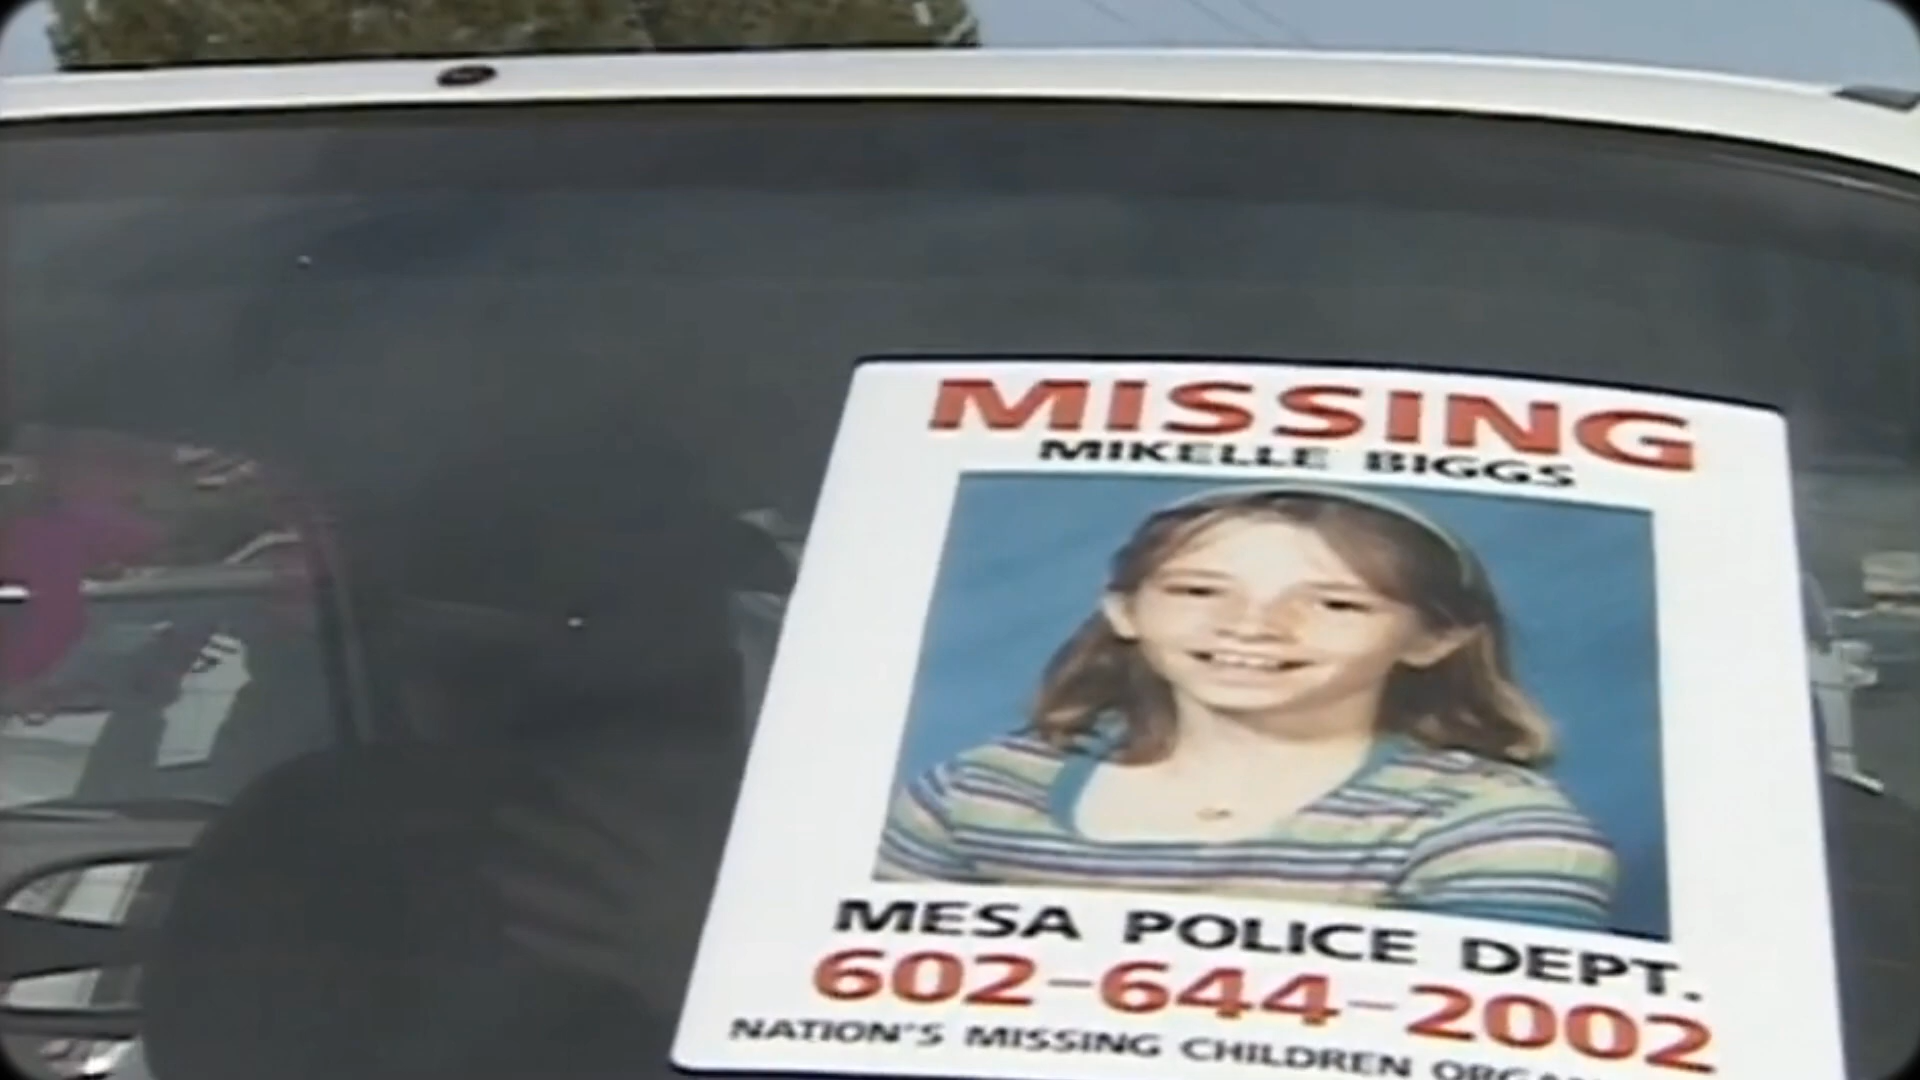 MISSING
MIKELLE BIGGS
MESA POLICE DEPT.
602-644-2002
NATION'S MISSING CHILDREN